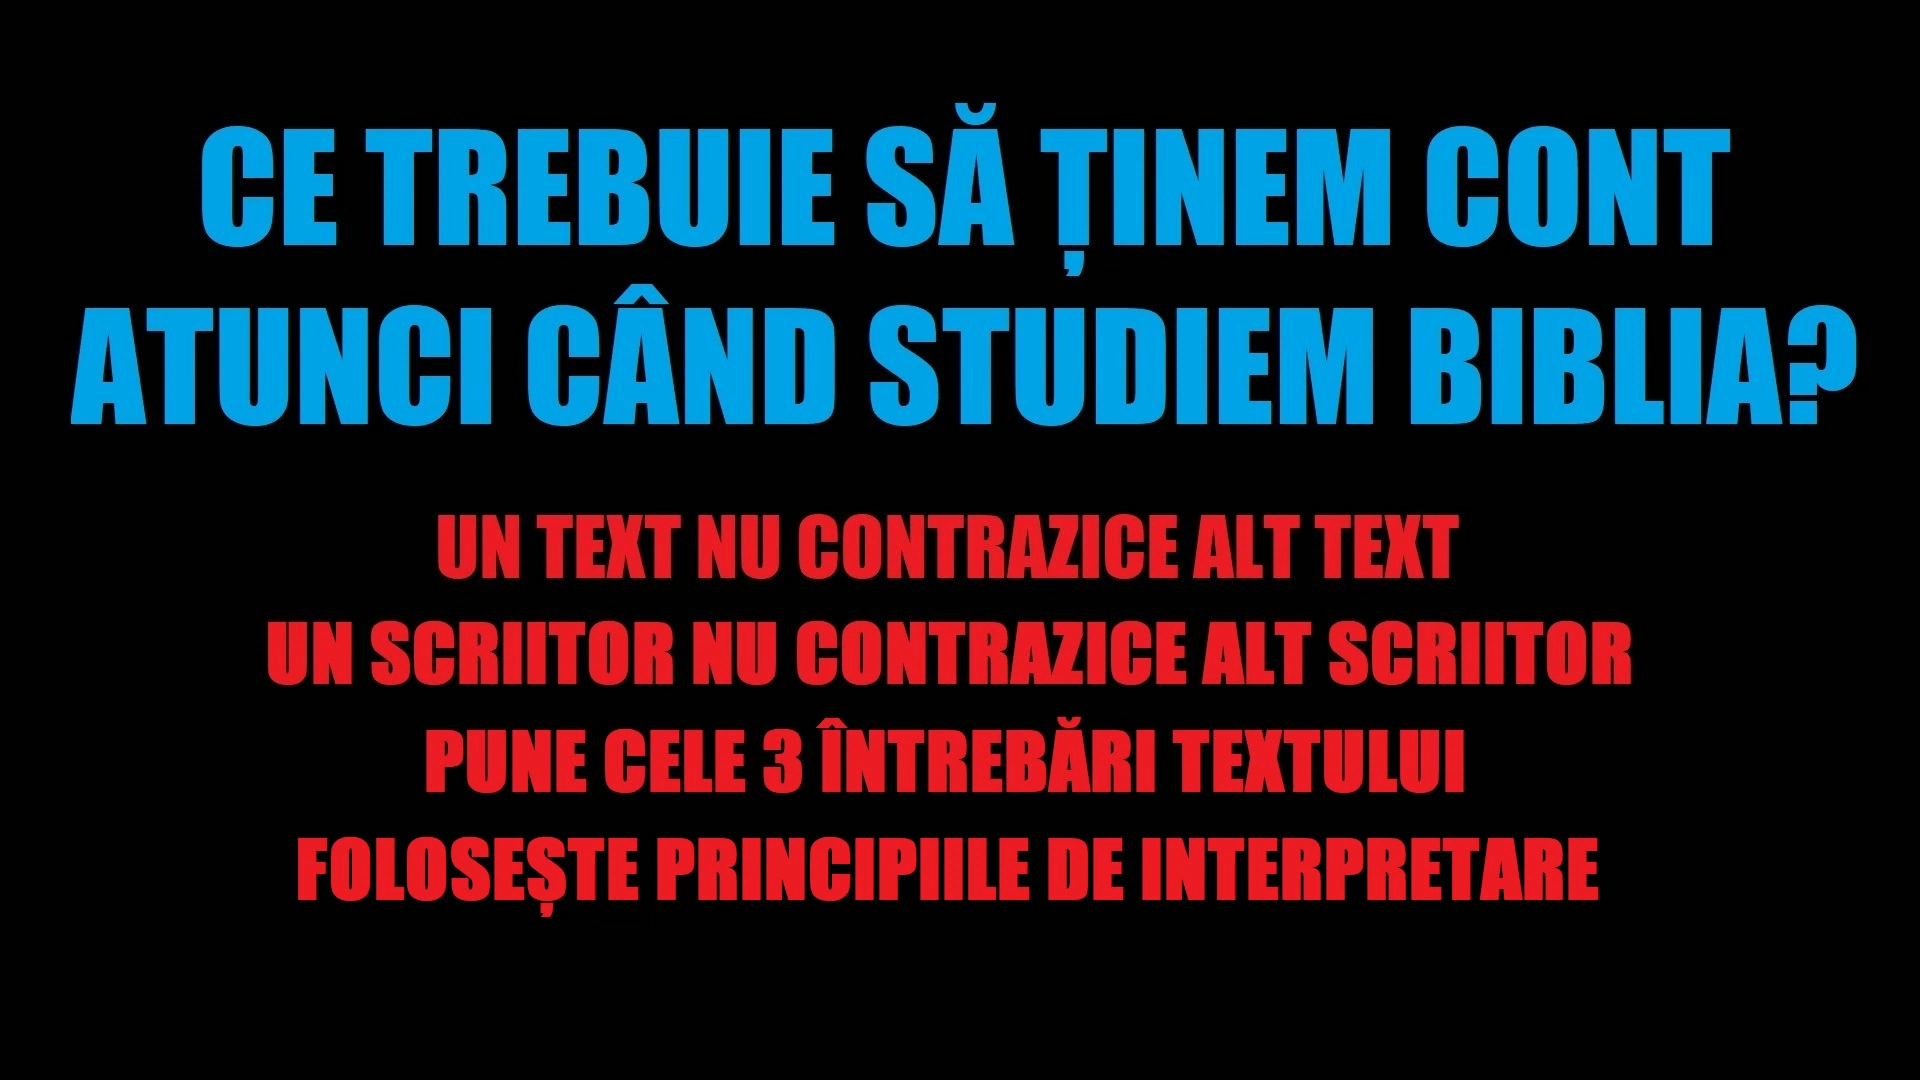 CE TREBUIE SĂ ȚINEM CONT
ATUNCI CÂND STUDIEM BIBLIA?
UN TEXT NU CONTRAZICE ALT TEXT
UN SCRIITOR NU CONTRAZICE ALT SCRIITOR
PUNE CELE 3 ÎNTREBĂRI TEXTULUI
FOLOSEȘTE PRINCIPIILE DE INTERPRETARE